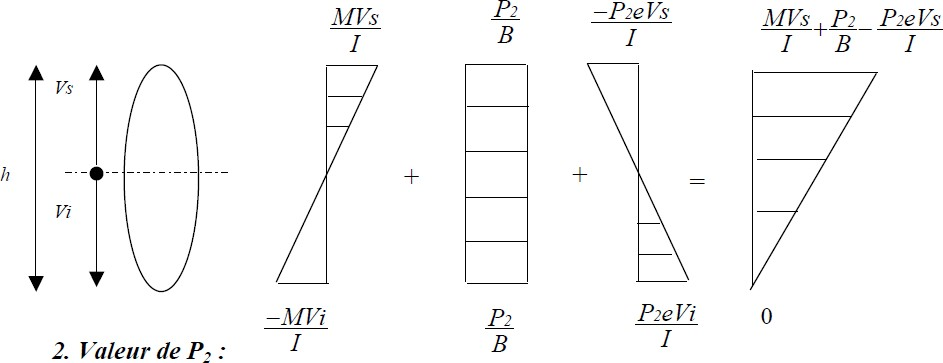 MVs/I P₂/B −P₂eVs/I MVs/I+P₂/B−P₂eVs/I
Vs
h + + =
Vi
−MVi/I P₂/B P₂eVi/I 0
2. Valeur de P₂ :